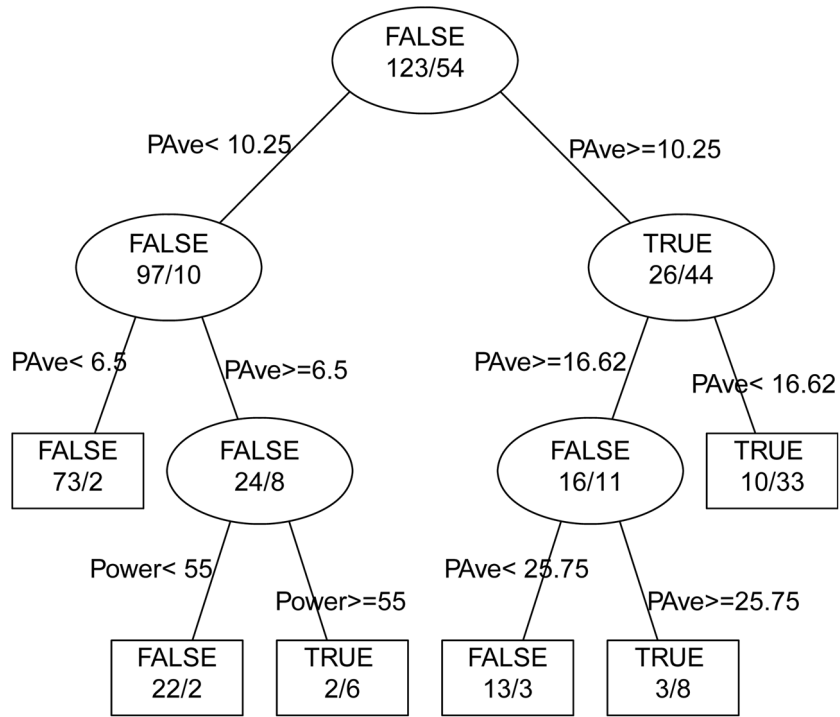 FALSE
123/54
PAve< 10.25
PAve>=10.25
FALSE
97/10
TRUE
26/44
PAve< 6.5
PAve>=6.5
PAve>=16.62
PAve< 16.62
FALSE
73/2
FALSE
24/8
FALSE
16/11
TRUE
10/33
Power< 55
Power>=55
PAve< 25.75
PAve>=25.75
FALSE
22/2
TRUE
2/6
FALSE
13/3
TRUE
3/8